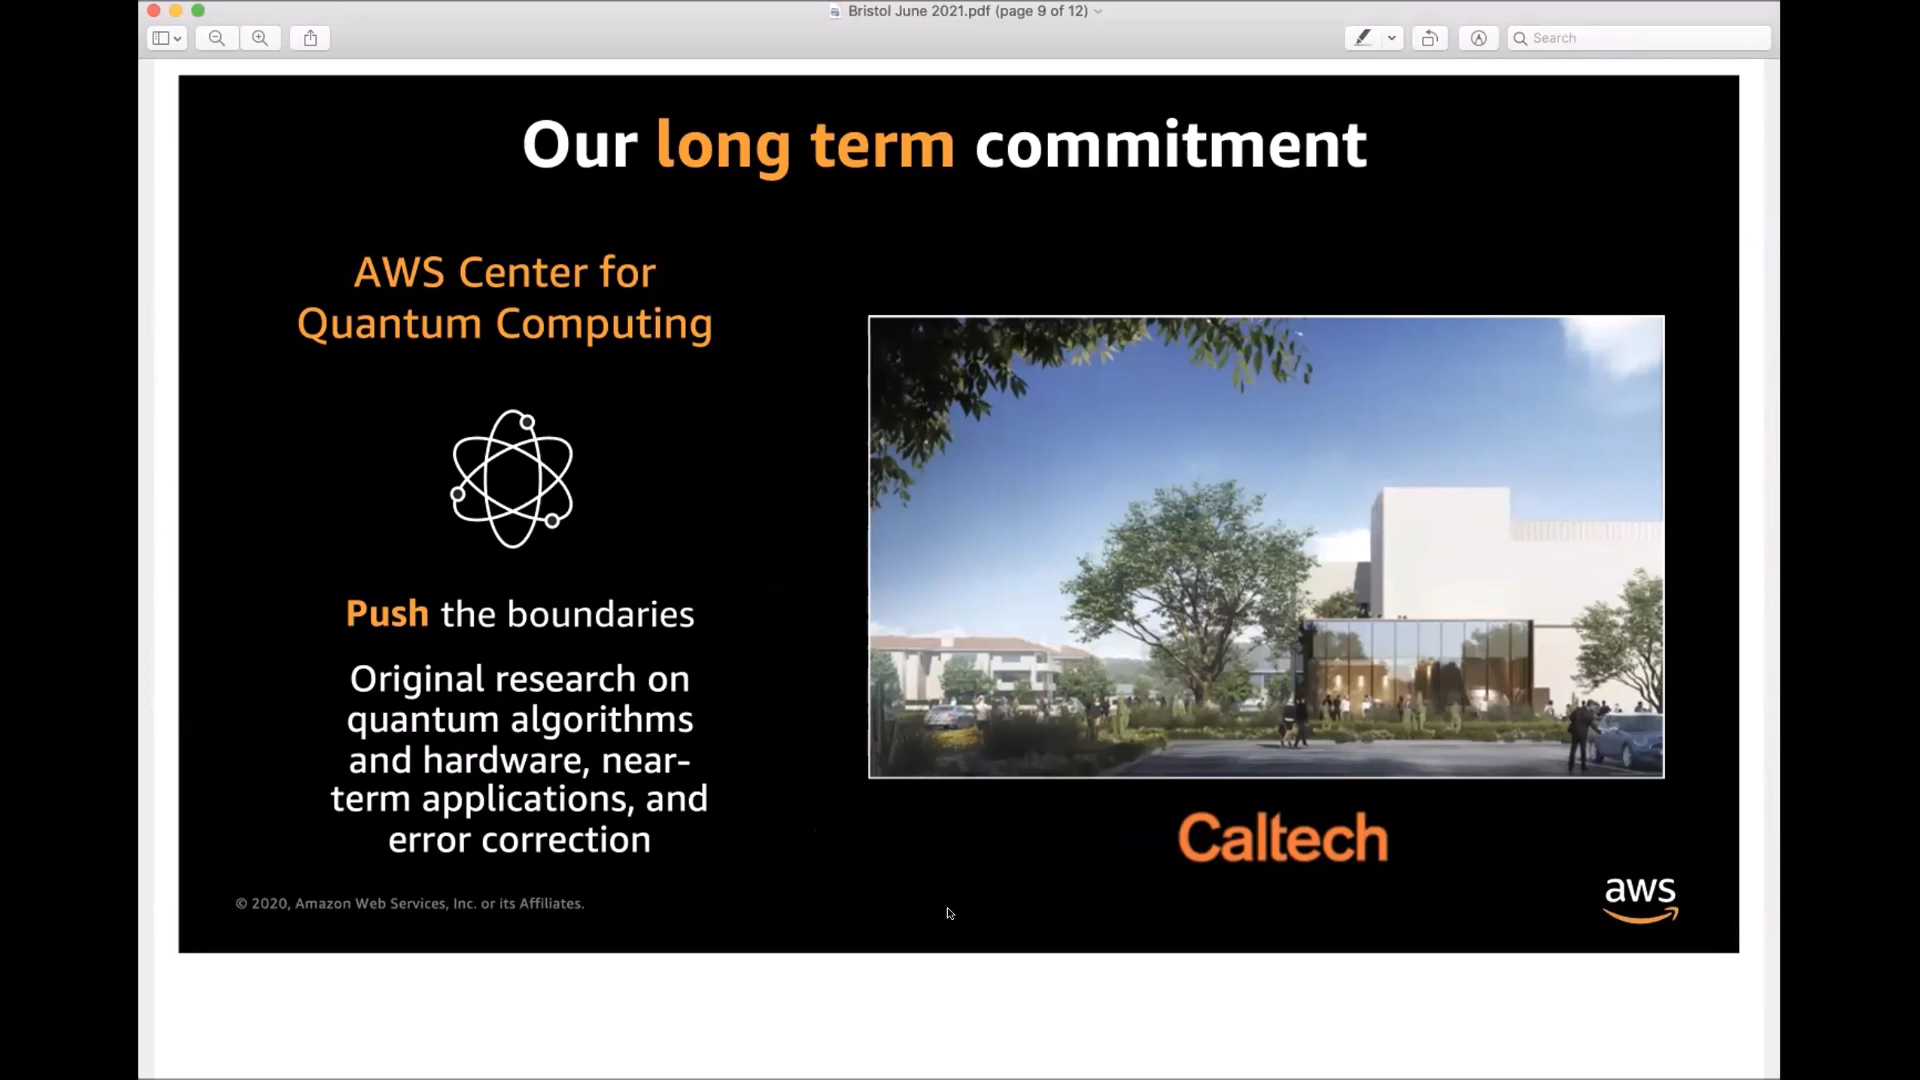 Bristol June 2021.pdf (page 9 of 12)
Search
Our long term commitment
AWS Center for
Quantum Computing
Push the boundaries
Original research on
quantum algorithms
and hardware, near-
term applications, and
error correction
Caltech
© 2020, Amazon Web Services, Inc. or its Affiliates.
aws